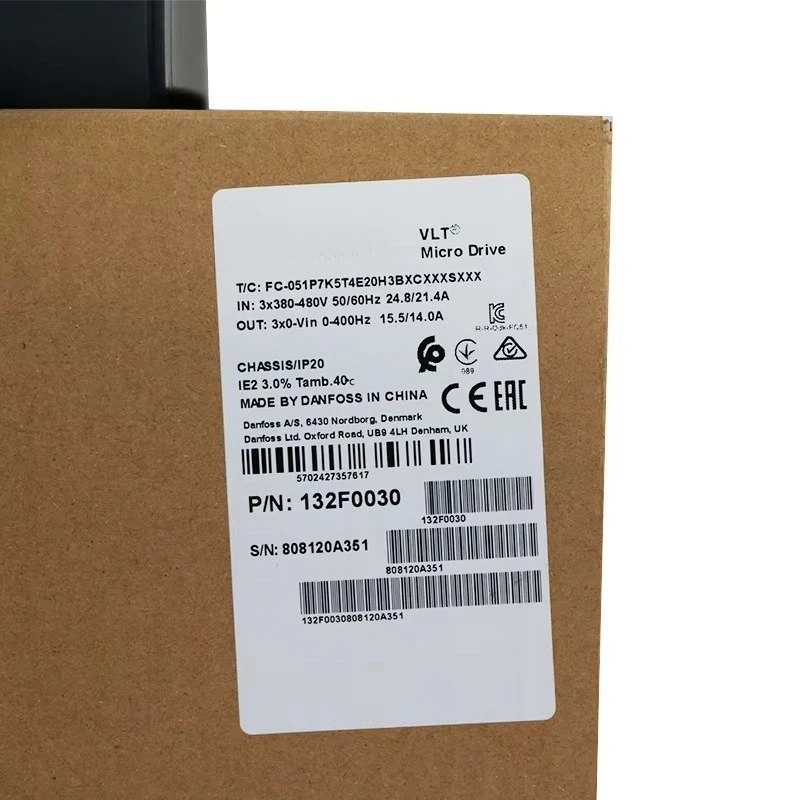 VLT®
Micro Drive
T/C: FC-051P7K5T4E20H3BXCXXXSXXX
IN: 3x380-480V 50/60Hz 24.8/21.4A
OUT: 3x0-Vin 0-400Hz 15.5/14.0A
CHASSIS/IP20
089
IE2 3.0% Tamb.40°c
MADE BY DANFOSS IN CHINA
CE EAC
Danfoss A/S, 6430 Nordborg, Denmark
Danfoss Ltd. Oxford Road, UB9 4LH Denham, UK
5702427357617
P/N: 132F0030
132F0030
S/N: 808120A351
808120A351
132F0030808120A351